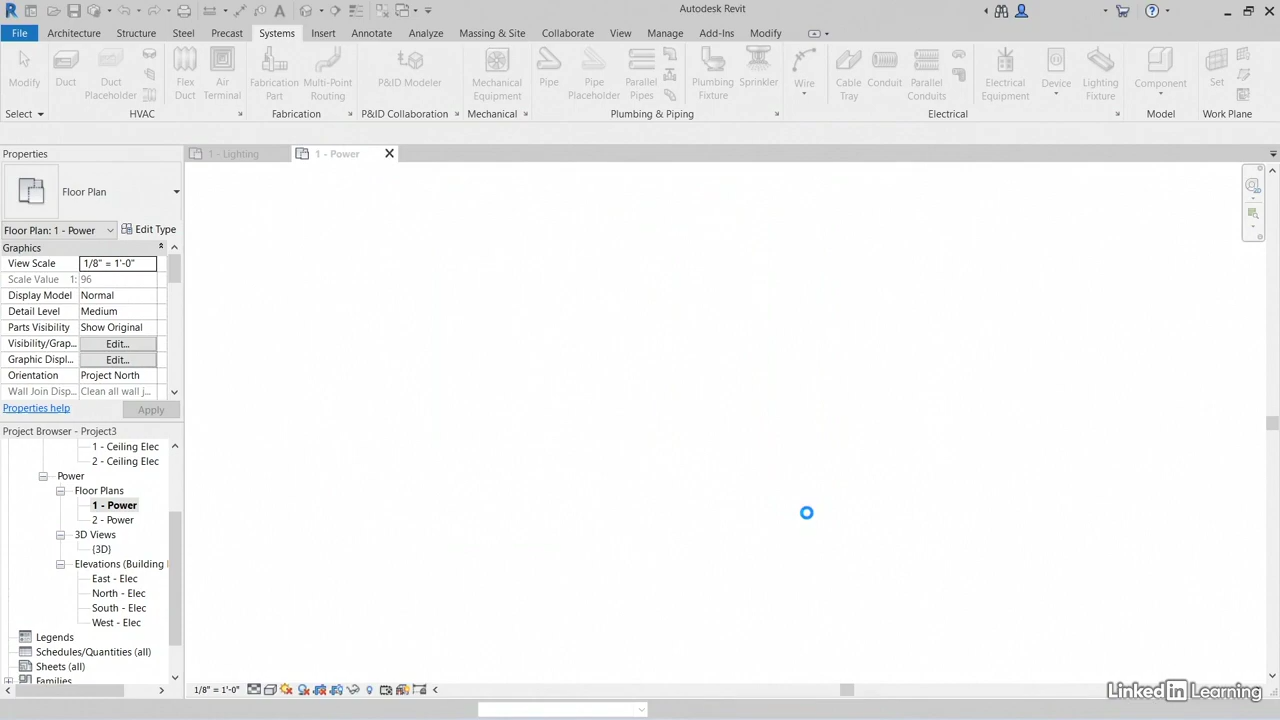 Autodesk Revit
File Architecture Structure Steel Precast Systems Insert Annotate Analyze Massing & Site Collaborate View Manage Add-Ins Modify
Modify Duct Duct Placeholder Flex Duct Air Terminal Fabrication Part Multi-Point Routing P&ID Modeler Mechanical Equipment Pipe Pipe Placeholder Parallel Pipes Plumbing Fixture Sprinkler Wire Cable Tray Conduit Parallel Conduits Electrical Equipment Device Lighting Fixture Component Set
Select HVAC Fabrication P&ID Collaboration Mechanical Plumbing & Piping Electrical Model Work Plane
Properties
1 - Lighting 1 - Power
Floor Plan
Floor Plan: 1 - Power Edit Type
Graphics
View Scale 1/8" = 1'-0"
Scale Value 1: 96
Display Model Normal
Detail Level Medium
Parts Visibility Show Original
Visibility/Grap... Edit...
Graphic Displ... Edit...
Orientation Project North
Wall Join Disp... Clean all wall j...
Properties help Apply
Project Browser - Project3
1 - Ceiling Elec
2 - Ceiling Elec
Power
Floor Plans
1 - Power
2 - Power
3D Views
{3D}
Elevations (Building
East - Elec
North - Elec
South - Elec
West - Elec
Legends
Schedules/Quantities (all)
Sheets (all)
Families
1/8" = 1'-0"
Linked in Learning